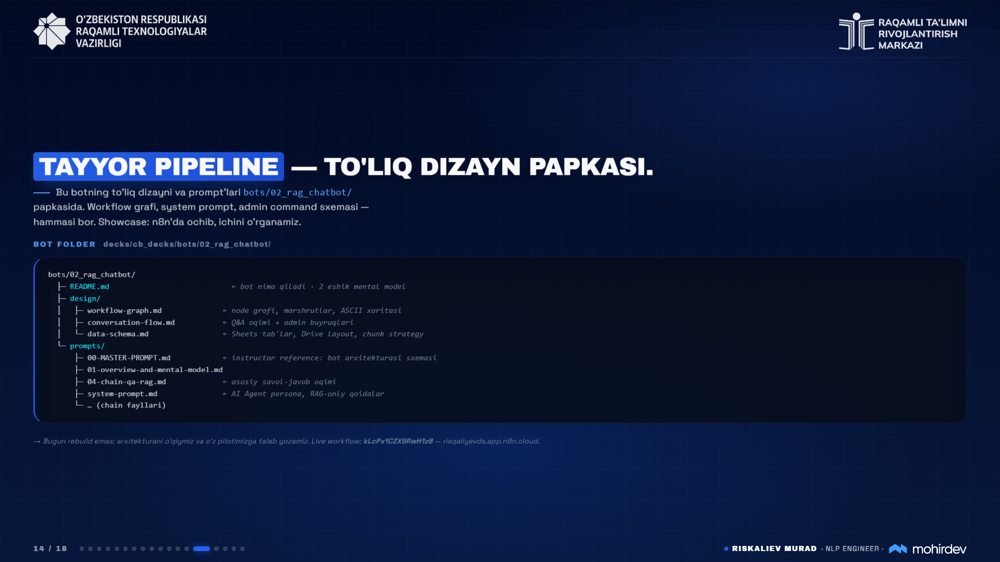 O'ZBEKISTON RESPUBLIKASI
RAQAMLI TEXNOLOGIYALAR
VAZIRLIGI
RAQAMLI TA'LIMNI
RIVOJLANTIRISH
MARKAZI
TAYYOR PIPELINE — TO'LIQ DIZAYN PAPKASI.
Bu botning to'liq dizayni va prompt'lari bots/02_rag_chatbot/
papkasida. Workflow grafi, system prompt, admin command sxemasi —
hammasi bor. Showcase: n8n'da ochib, ichini o'rganamiz.
BOT FOLDER decks/cb_decks/bots/02_rag_chatbot/
bots/02_rag_chatbot/
├─ README.md ← bot nima qiladi · 2 eshik mental model
├─ design/
│ ├─ workflow-graph.md ← node grafi, marshrutlar, ASCII xaritasi
│ ├─ conversation-flow.md ← Q&A oqimi + admin buyruqlari
│ └─ data-schema.md ← Sheets tab'lar, Drive layout, chunk strategy
└─ prompts/
├─ 00-MASTER-PROMPT.md ← instructor reference: bot arxitekturasi sxemasi
├─ 01-overview-and-mental-model.md
├─ 04-chain-qa-rag.md ← asosiy savol-javob oqimi
├─ system-prompt.md ← AI Agent persona, RAG-only qoidalar
└─ … (chain fayllari)
→ Bugun rebuild emas; arxitekturani o'qiymiz va o'z pilotimizga talab yozamiz. Live workflow: kLcPx1CZX9RwH1z8 — risqaliyevds.app.n8n.cloud.
14 / 18
RISKALIEV MURAD · NLP ENGINEER · mohirdev